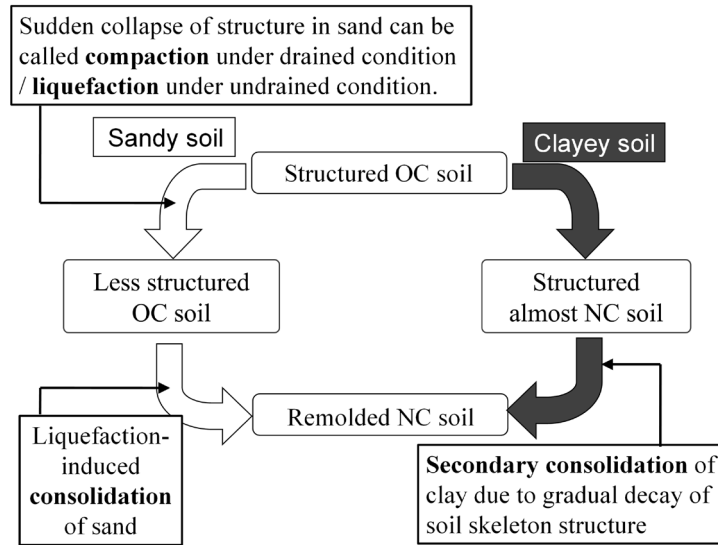 Sudden collapse of structure in sand can be
called compaction under drained condition
/ liquefaction under undrained condition.
Sandy soil
Clayey soil
Structured OC soil
Less structured
OC soil
Structured
almost NC soil
Remolded NC soil
Liquefaction-
induced
consolidation
of sand
Secondary consolidation of
clay due to gradual decay of
soil skeleton structure